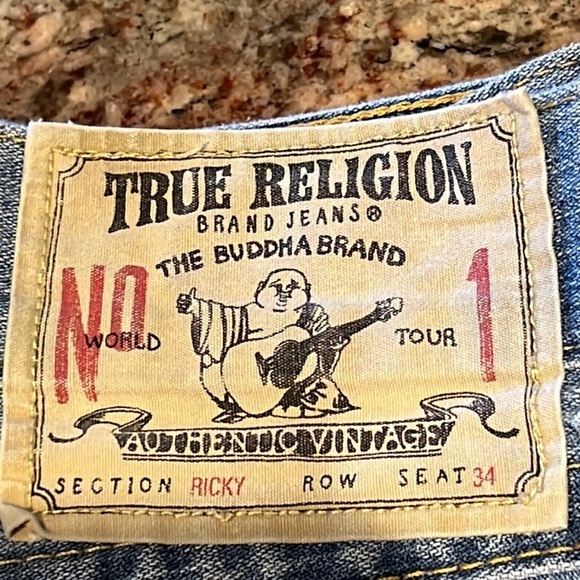 TRUE RELIGION
BRAND JEANS®
THE BUDDHA BRAND
NO 1
WORLD TOUR
AUTHENTIC VINTAGE
SECTION RICKY ROW SEAT 34